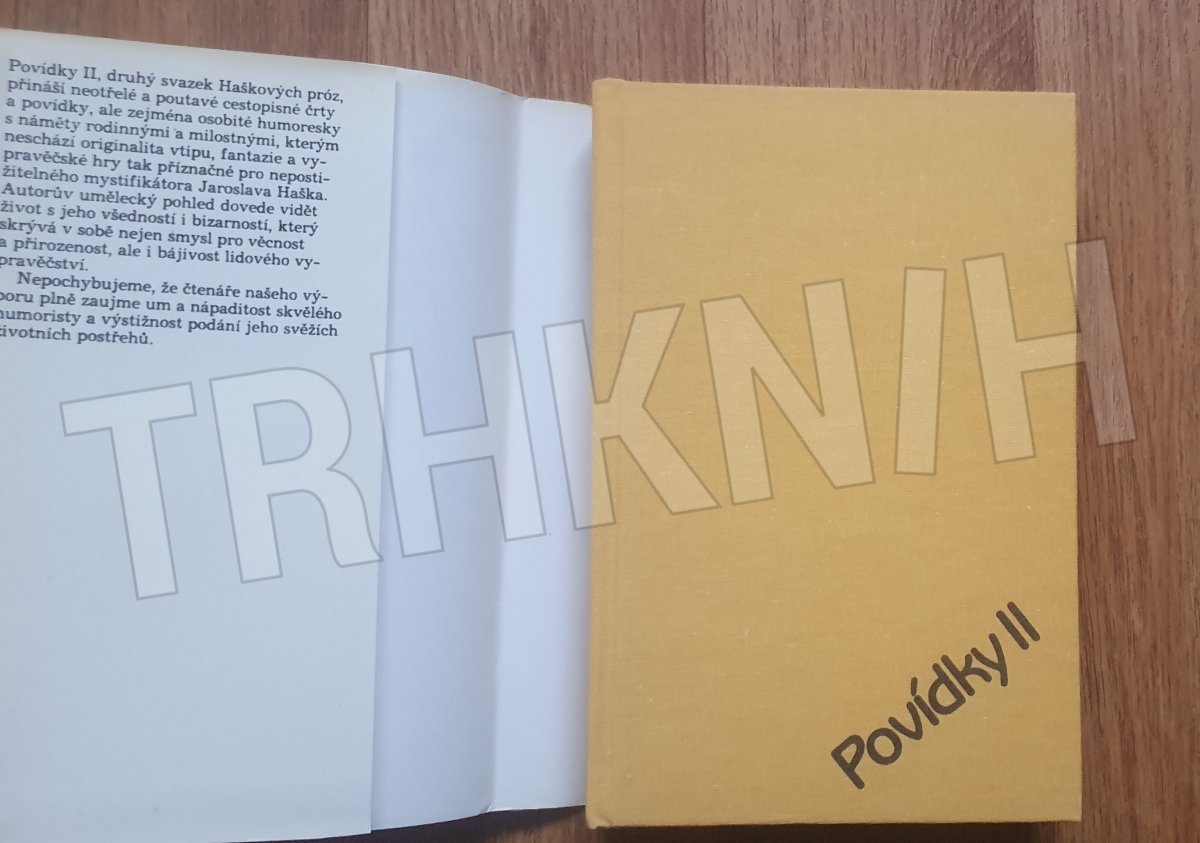 Povídky II, druhý svazek Haškových próz,
přináší neotřelé a poutavé cestopisné črty
a povídky, ale zejména osobité humoresky
s náměty rodinnými a milostnými, kterým
neschází originalita vtipu, fantazie a vy-
pravěčské hry tak příznačné pro neposti-
žitelného mystifikátora Jaroslava Haška.
Autorův umělecký pohled dovede vidět
život s jeho všedností i bizarností, který
skrývá v sobě nejen smysl pro věcnost
a přirozenost, ale i bájivost lidového vy-
pravěčství.
Nepochybujeme, že čtenáře našeho vý-
boru plně zaujme um a nápaditost skvělého
humoristy a výstižnost podání jeho svěžích
životních postřehů.
TRHKNIH
Povídky II